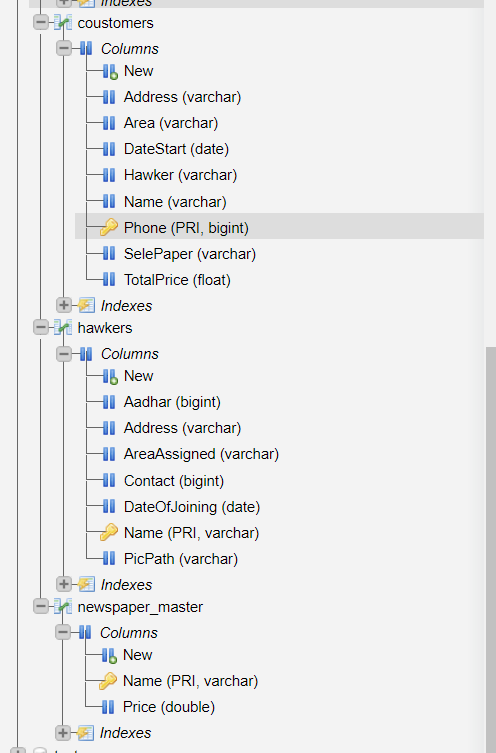 Indexes
coustomers
Columns
New
Address (varchar)
Area (varchar)
DateStart (date)
Hawker (varchar)
Name (varchar)
Phone (PRI, bigint)
SelePaper (varchar)
TotalPrice (float)
Indexes
hawkers
Columns
New
Aadhar (bigint)
Address (varchar)
AreaAssigned (varchar)
Contact (bigint)
DateOfJoining (date)
Name (PRI, varchar)
PicPath (varchar)
Indexes
newspaper_master
Columns
New
Name (PRI, varchar)
Price (double)
Indexes